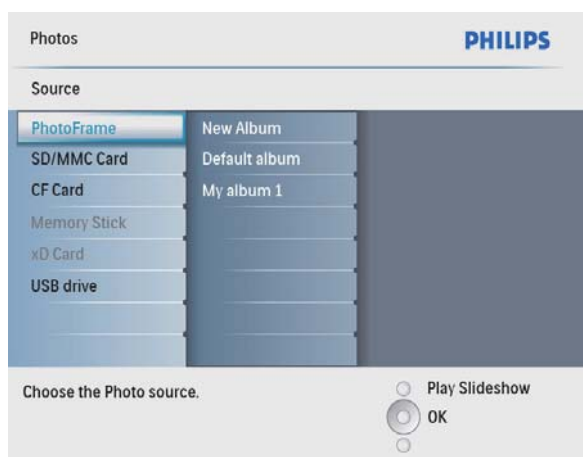 Photos
PHILIPS
Source
PhotoFrame
SD/MMC Card
CF Card
Memory Stick
xD Card
USB drive
New Album
Default album
My album 1
Choose the Photo source.
Play Slideshow
OK